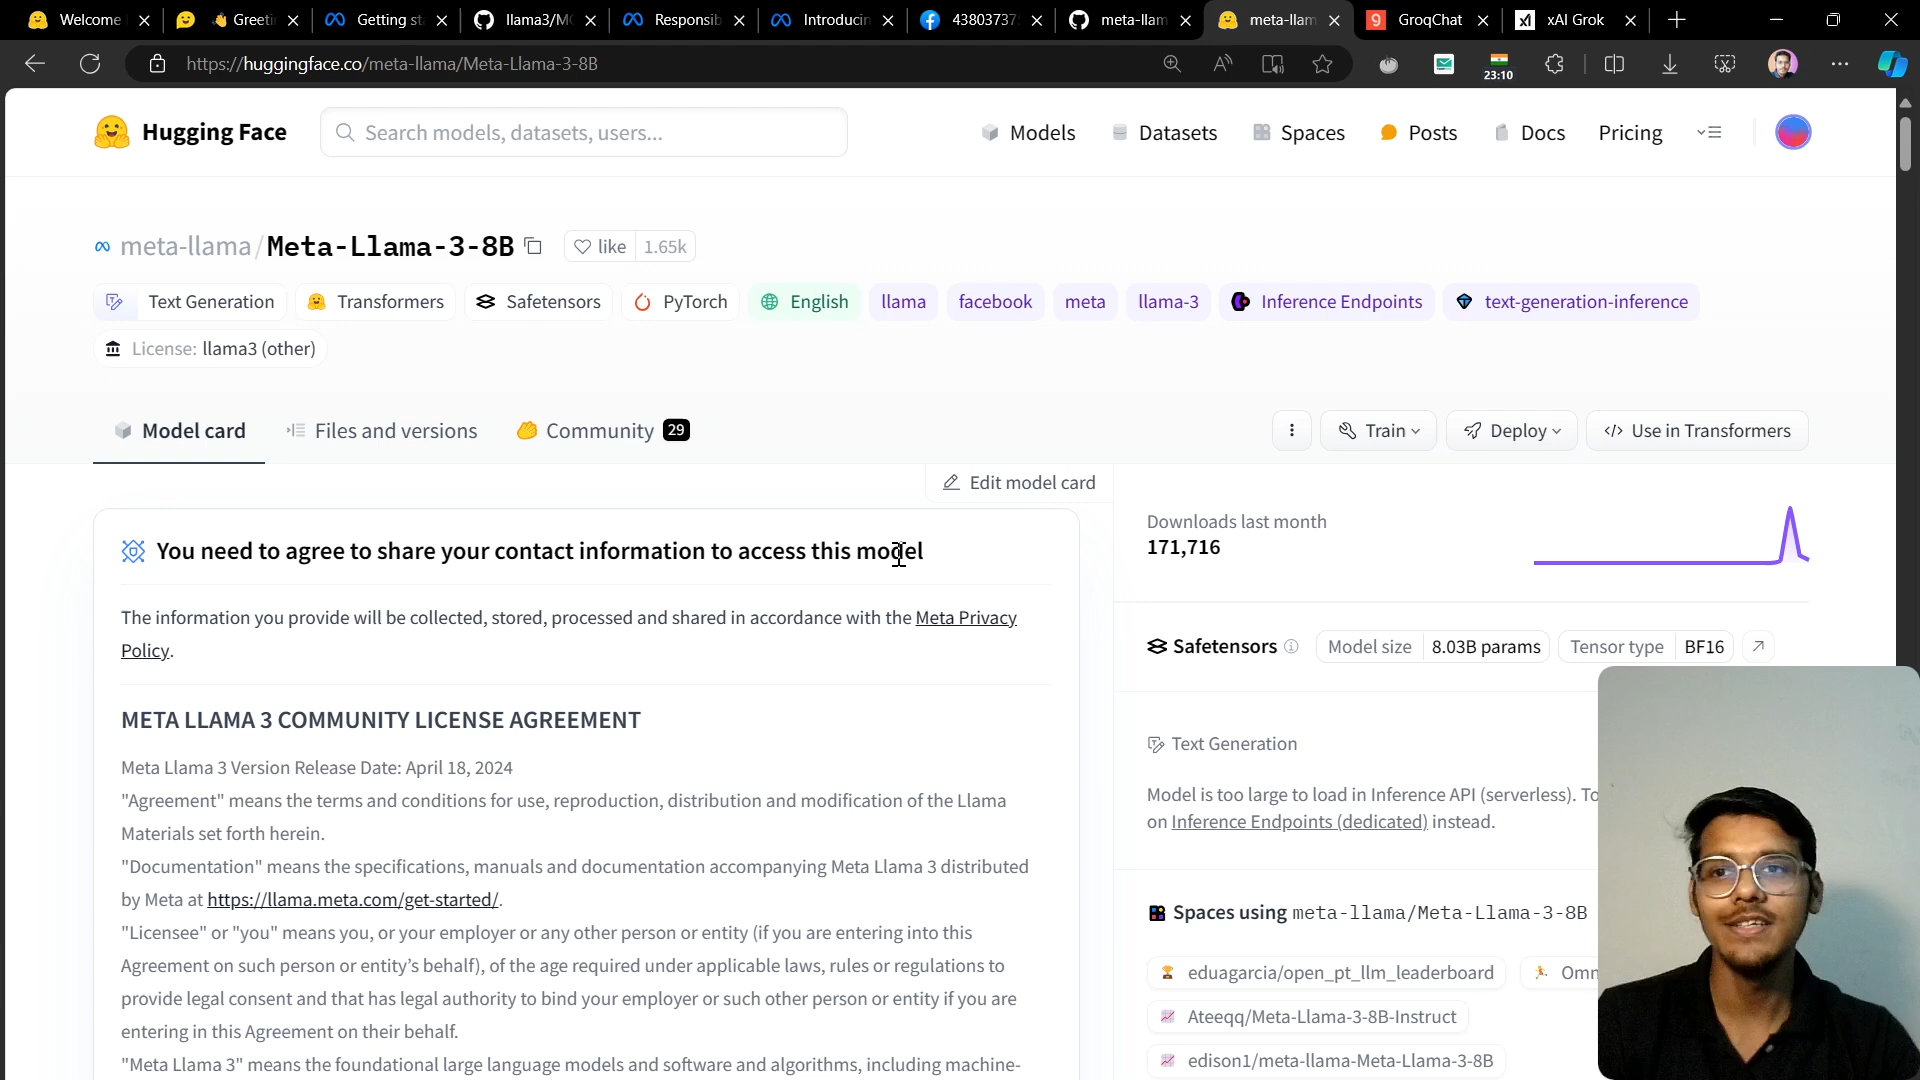 Welcome
Greeti
Getting st
llama3/MO
Responsib
Introducin
43803737
meta-llam
meta-llam
GroqChat
xAI Grok
https://huggingface.co/meta-llama/Meta-Llama-3-8B
23:10
Hugging Face
Search models, datasets, users...
Models
Datasets
Spaces
Posts
Docs
Pricing
meta-llama/Meta-Llama-3-8B
like 1.65k
Text Generation
Transformers
Safetensors
PyTorch
English
llama
facebook
meta
llama-3
Inference Endpoints
text-generation-inference
License: llama3 (other)
Model card
Files and versions
Community 29
Train
Deploy
Use in Transformers
Edit model card
You need to agree to share your contact information to access this model
The information you provide will be collected, stored, processed and shared in accordance with the Meta Privacy
Policy.
META LLAMA 3 COMMUNITY LICENSE AGREEMENT
Meta Llama 3 Version Release Date: April 18, 2024
"Agreement" means the terms and conditions for use, reproduction, distribution and modification of the Llama
Materials set forth herein.
"Documentation" means the specifications, manuals and documentation accompanying Meta Llama 3 distributed
by Meta at https://llama.meta.com/get-started/.
"Licensee" or "you" means you, or your employer or any other person or entity (if you are entering into this
Agreement on such person or entity’s behalf), of the age required under applicable laws, rules or regulations to
provide legal consent and that has legal authority to bind your employer or such other person or entity if you are
entering in this Agreement on their behalf.
"Meta Llama 3" means the foundational large language models and software and algorithms, including machine-
Downloads last month
171,716
Safetensors
Model size 8.03B params
Tensor type BF16
Text Generation
Model is too large to load in Inference API (serverless). To
on Inference Endpoints (dedicated) instead.
Spaces using meta-llama/Meta-Llama-3-8B
eduagarcia/open_pt_llm_leaderboard
Omn
Ateeqq/Meta-Llama-3-8B-Instruct
edison1/meta-llama-Meta-Llama-3-8B